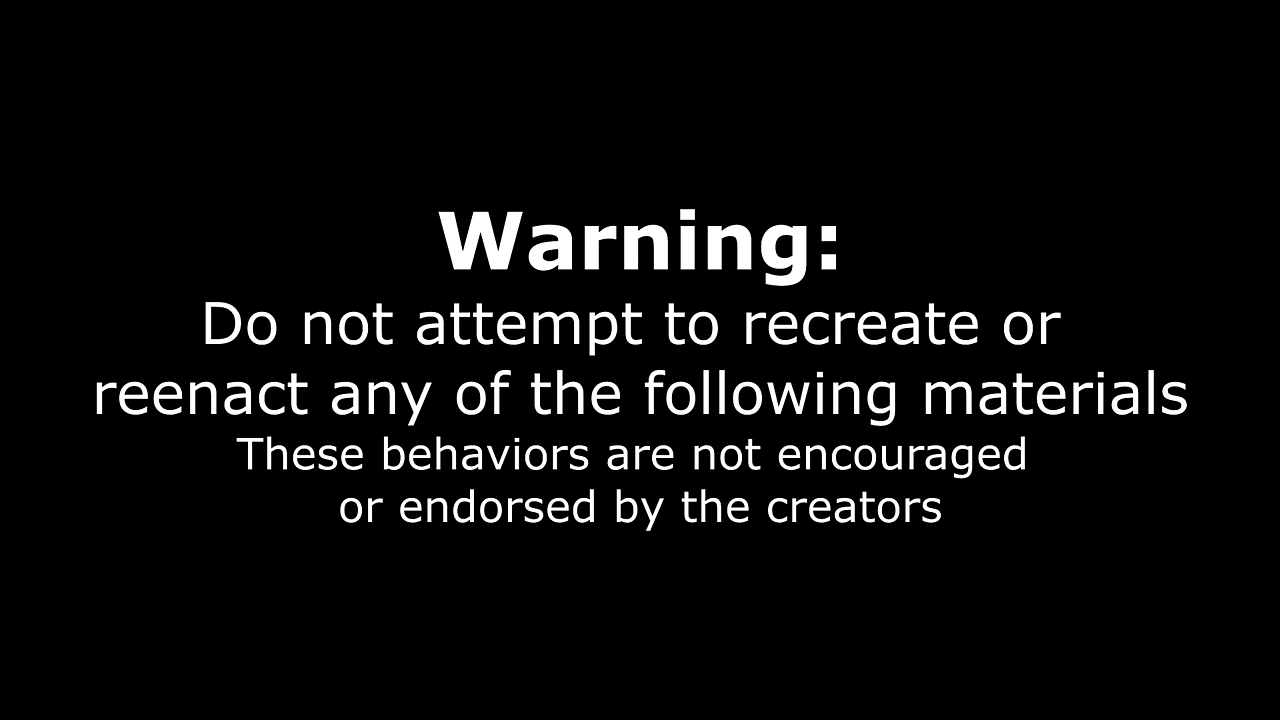 Warning:
Do not attempt to recreate or
reenact any of the following materials
These behaviors are not encouraged
or endorsed by the creators